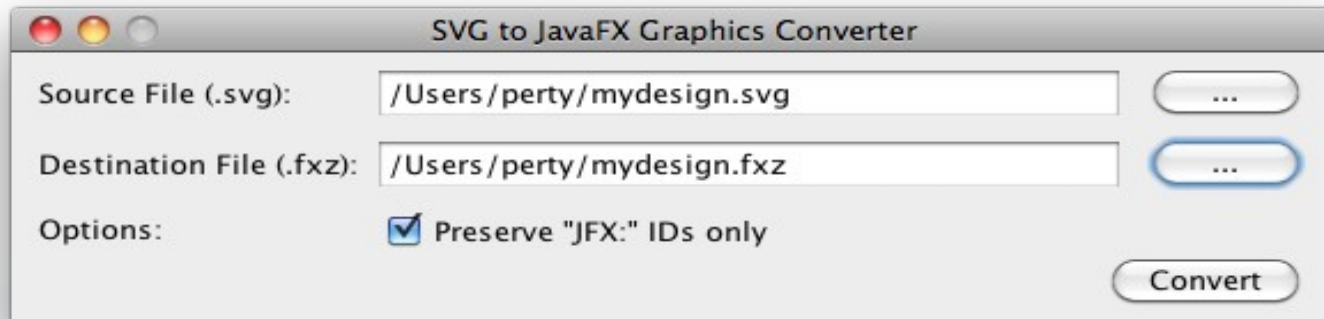 SVG to JavaFX Graphics Converter
Source File (.svg): /Users/perty/mydesign.svg ...
Destination File (.fxz): /Users/perty/mydesign.fxz ...
Options: Preserve "JFX:" IDs only
Convert